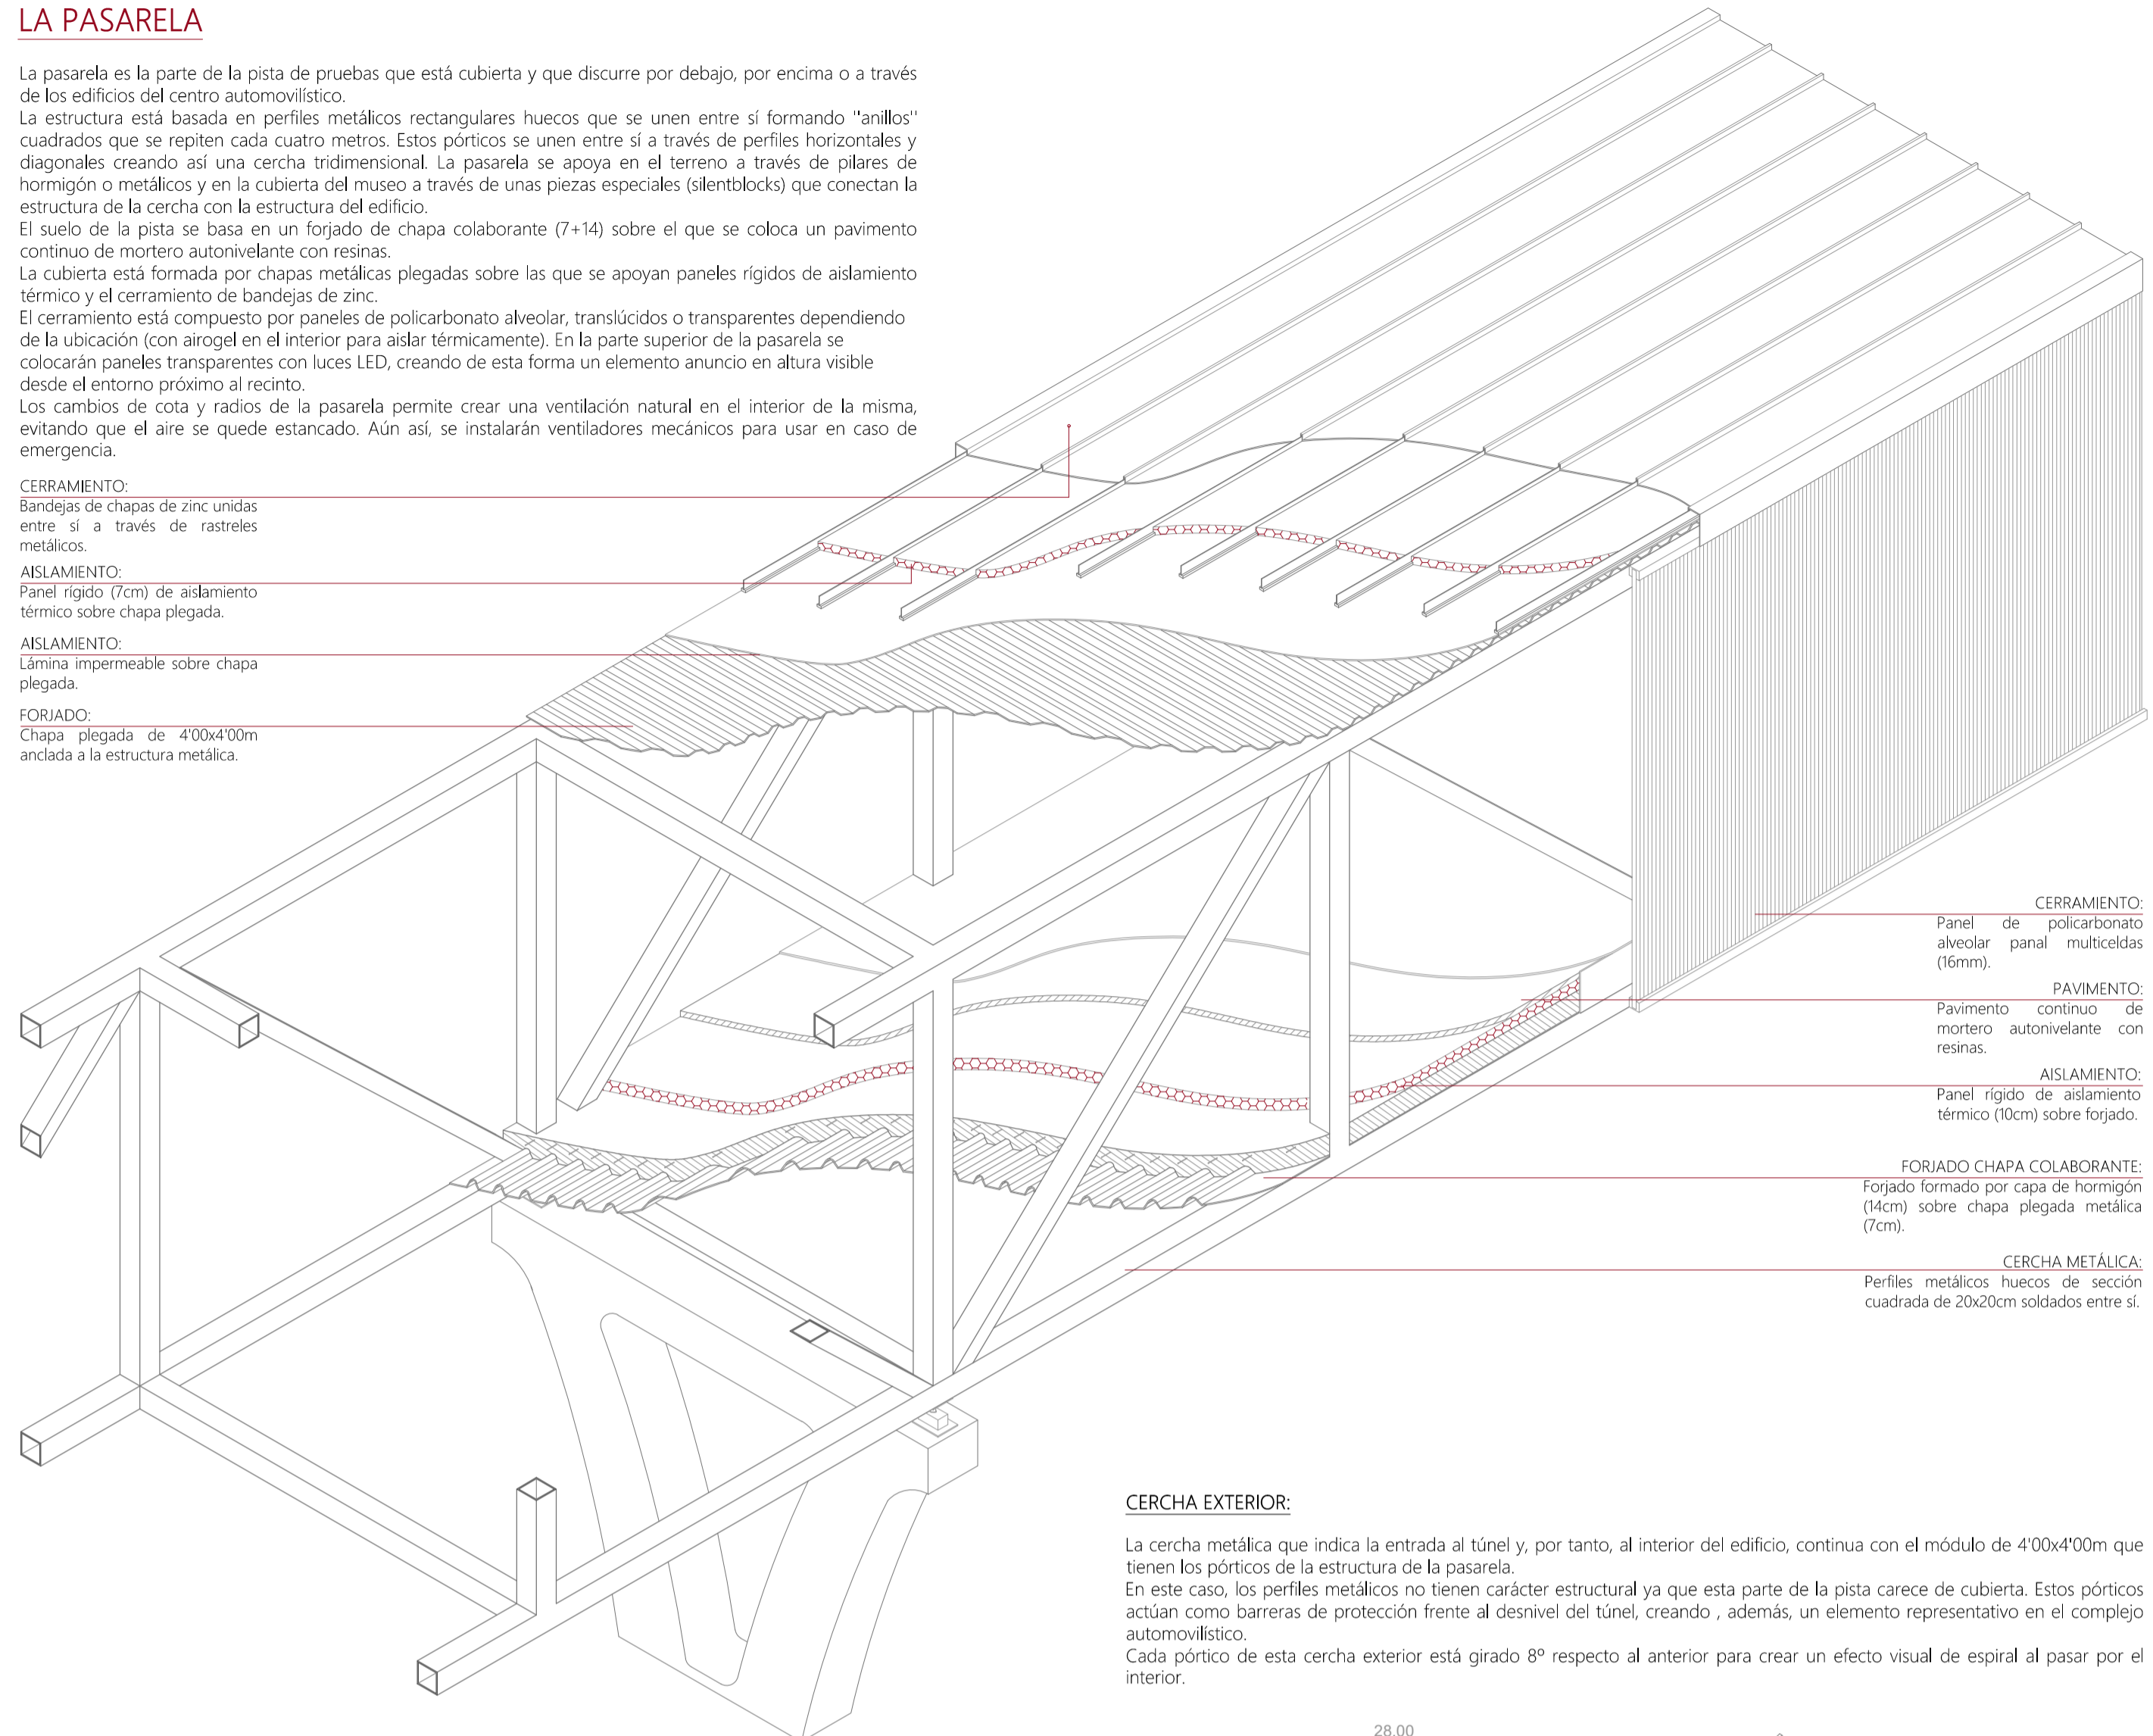 LA PASARELA
La pasarela es la parte de la pista de pruebas que está cubierta y que discurre por debajo, por encima o a través
de los edificios del centro automovilístico.
La estructura está basada en perfiles metálicos rectangulares huecos que se unen entre sí formando "anillos"
cuadrados que se repiten cada cuatro metros. Estos pórticos se unen entre sí a través de perfiles horizontales y
diagonales creando así una cercha tridimensional. La pasarela se apoya en el terreno a través de pilares de
hormigón o metálicos y en la cubierta del museo a través de unas piezas especiales (silentblocks) que conectan la
estructura de la cercha con la estructura del edificio.
El suelo de la pista se basa en un forjado de chapa colaborante (7+14) sobre el que se coloca un pavimento
continuo de mortero autonivelante con resinas.
La cubierta está formada por chapas metálicas plegadas sobre las que se apoyan paneles rígidos de aislamiento
térmico y el cerramiento de bandejas de zinc.
El cerramiento está compuesto por paneles de policarbonato alveolar, translúcidos o transparentes dependiendo
de la ubicación (con airogel en el interior para aislar térmicamente). En la parte superior de la pasarela se
colocarán paneles transparentes con luces LED, creando de esta forma un elemento anuncio en altura visible
desde el entorno próximo al recinto.
Los cambios de cota y radios de la pasarela permite crear una ventilación natural en el interior de la misma,
evitando que el aire se quede estancado. Aún así, se instalarán ventiladores mecánicos para usar en caso de
emergencia.
CERRAMIENTO:
Bandejas de chapas de zinc unidas
entre sí a través de rastreles
metálicos.
AISLAMIENTO:
Panel rígido (7cm) de aislamiento
térmico sobre chapa plegada.
AISLAMIENTO:
Lámina impermeable sobre chapa
plegada.
FORJADO:
Chapa plegada de 4'00x4'00m
anclada a la estructura metálica.
CERRAMIENTO:
Panel de policarbonato
alveolar panal multiceldas
(16mm).
PAVIMENTO:
Pavimento continuo de
mortero autonivelante con
resinas.
AISLAMIENTO:
Panel rígido de aislamiento
térmico (10cm) sobre forjado.
FORJADO CHAPA COLABORANTE:
Forjado formado por capa de hormigón
(14cm) sobre chapa plegada metálica
(7cm).
CERCHA METÁLICA:
Perfiles metálicos huecos de sección
cuadrada de 20x20cm soldados entre sí.
CERCHA EXTERIOR:
La cercha metálica que indica la entrada al túnel y, por tanto, al interior del edificio, continua con el módulo de 4'00x4'00m que
tienen los pórticos de la estructura de la pasarela.
En este caso, los perfiles metálicos no tienen carácter estructural ya que esta parte de la pista carece de cubierta. Estos pórticos
actúan como barreras de protección frente al desnivel del túnel, creando , además, un elemento representativo en el complejo
automovilístico.
Cada pórtico de esta cercha exterior está girado 8º respecto al anterior para crear un efecto visual de espiral al pasar por el
interior.
28.00